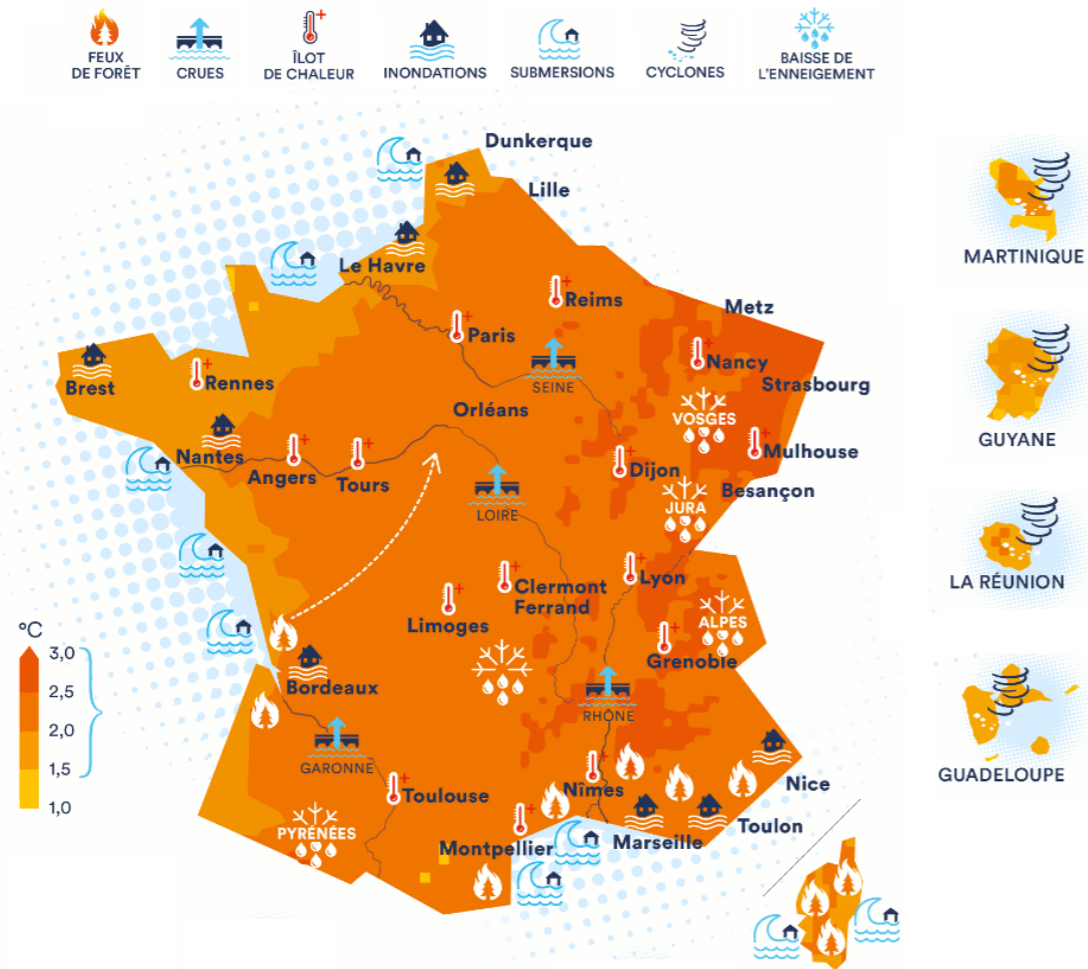 FEUX
DE FORÊT
CRUES
ÎLOT
DE CHALEUR
INONDATIONS
SUBMERSIONS
CYCLONES
BAISSE DE
L'ENNEIGEMENT
Dunkerque
Lille
Le Havre
Reims
Metz
Paris
Nancy
SEINE
Brest
Rennes
Strasbourg
Orléans
VOSGES
Nantes
Mulhouse
Angers
Tours
Dijon
Besançon
LOIRE
JURA
Lyon
Clermont
Ferrand
Limoges
ALPES
Grenoble
Bordeaux
RHÔNE
GARONNE
Toulouse
Nîmes
Nice
PYRÉNÉES
Montpellier
Marseille
Toulon
°C
3,0
2,5
2,0
1,5
1,0
MARTINIQUE
GUYANE
LA RÉUNION
GUADELOUPE